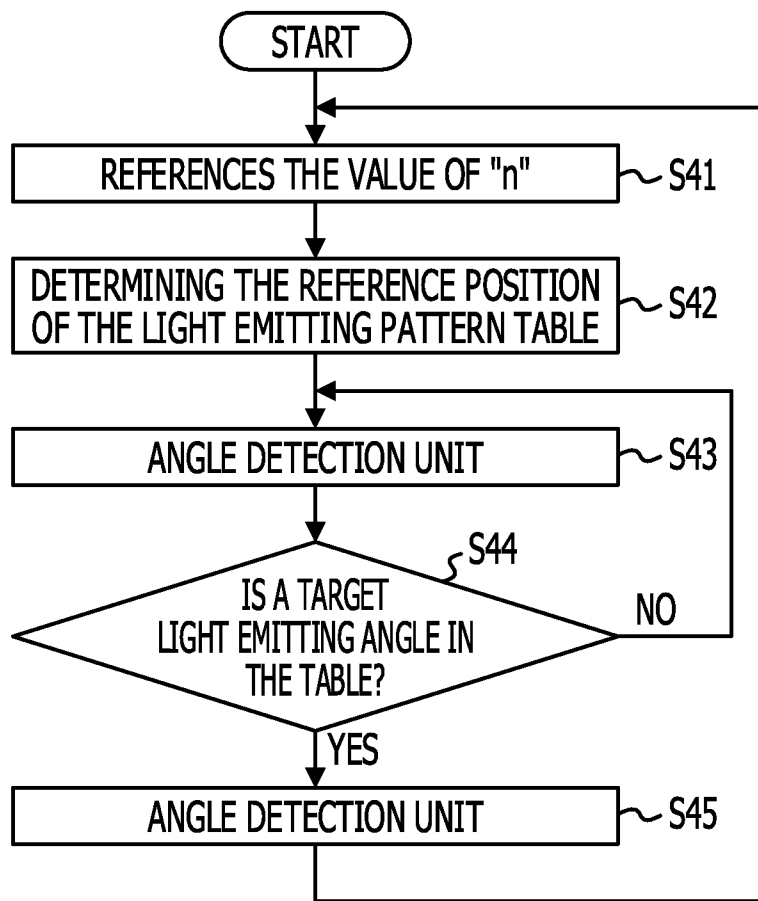 START
REFERENCES THE VALUE OF "n"
S41
DETERMINING THE REFERENCE POSITION
OF THE LIGHT EMITTING PATTERN TABLE
S42
ANGLE DETECTION UNIT
S43
S44
IS A TARGET
LIGHT EMITTING ANGLE IN
THE TABLE?
NO
YES
ANGLE DETECTION UNIT
S45